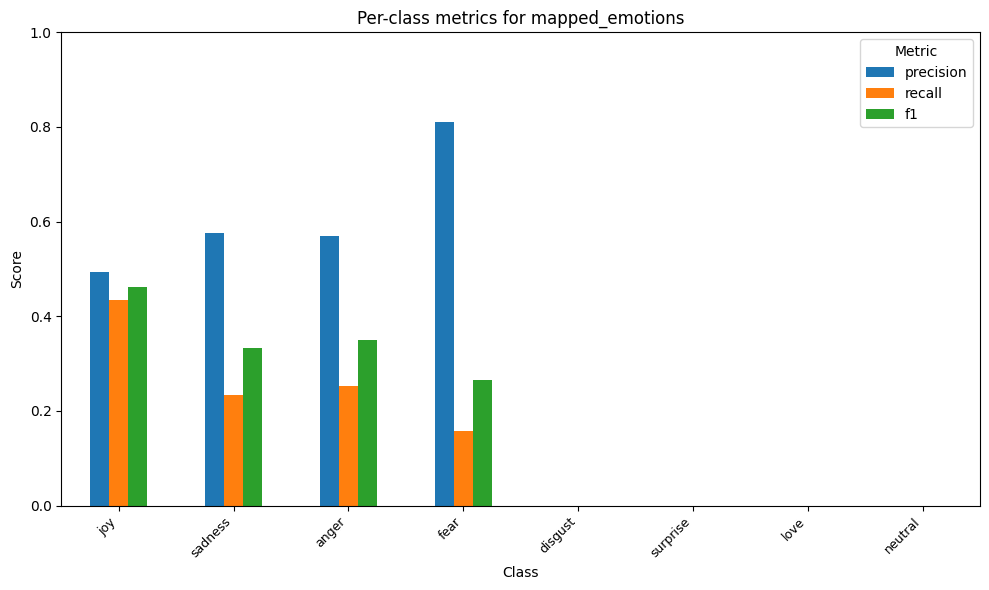 Per-class metrics for mapped_emotions
Metric
precision
recall
f1
Score
1.0
0.8
0.6
0.4
0.2
0.0
joy
sadness
anger
fear
disgust
surprise
love
neutral
Class